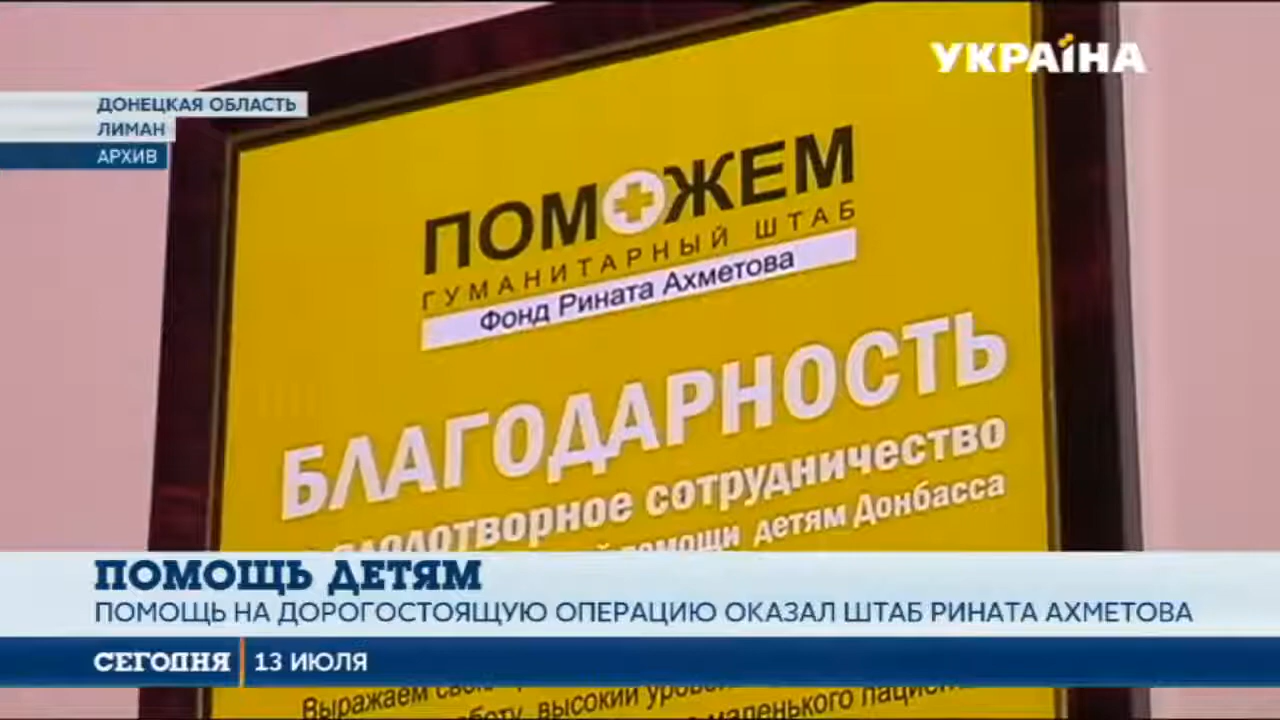 УКРАЇНА
ДОНЕЦКАЯ ОБЛАСТЬ
ЛИМАН
АРХИВ
ПОМОЖЕМ
ГУМАНИТАРНЫЙ ШТАБ
Фонд Рината Ахметова
БЛАГОДАРНОСТЬ
сотрудничество
помощи детям Донбасса
ПОМОЩЬ ДЕТЯМ
ПОМОЩЬ НА ДОРОГОСТОЯЩУЮ ОПЕРАЦИЮ ОКАЗАЛ ШТАБ РИНАТА АХМЕТОВА
СЕГОДНЯ 13 ИЮЛЯ
Выражаем
высокий
маленького